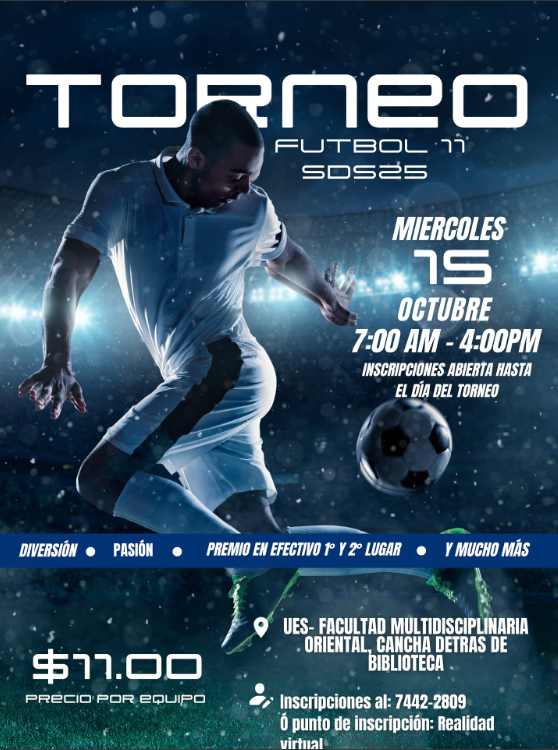 TORNEO
FUTBOL 11
SDS25
MIERCOLES
15
OCTUBRE
7:00 AM - 4:00PM
INSCRIPCIONES ABIERTA HASTA
EL DÍA DEL TORNEO
DIVERSIÓN ● PASIÓN ● PREMIO EN EFECTIVO 1° Y 2° LUGAR ● Y MUCHO MÁS
UES- FACULTAD MULTIDISCIPLINARIA
ORIENTAL, CANCHA DETRAS DE
BIBLIOTECA
$11.00
PRECIO POR EQUIPO
Inscripciones al: 7442-2809
Ó punto de inscripción: Realidad
virtual